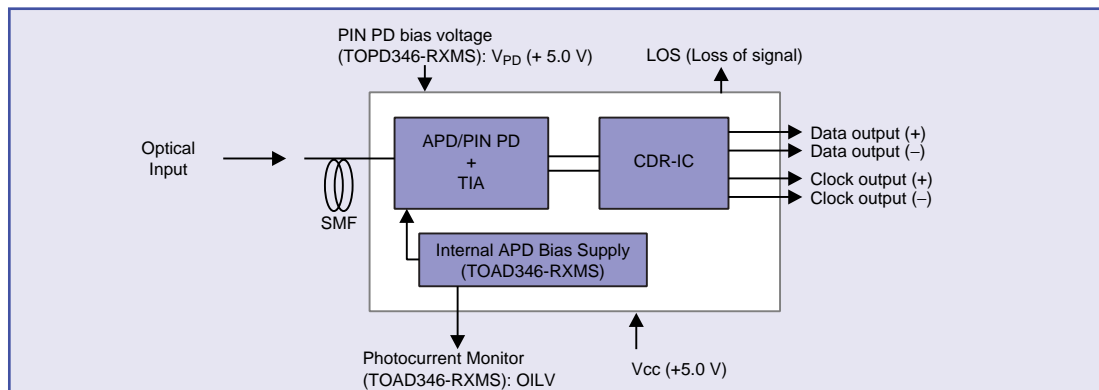 PIN PD bias voltage
(TOPD346-RXMS): VPD (+ 5.0 V)
LOS (Loss of signal)
Optical
Input
SMF
APD/PIN PD
+
TIA
CDR-IC
Data output (+)
Data output (−)
Clock output (+)
Clock output (−)
Internal APD Bias Supply
(TOAD346-RXMS)
Photocurrent Monitor
(TOAD346-RXMS): OILV
Vcc (+5.0 V)